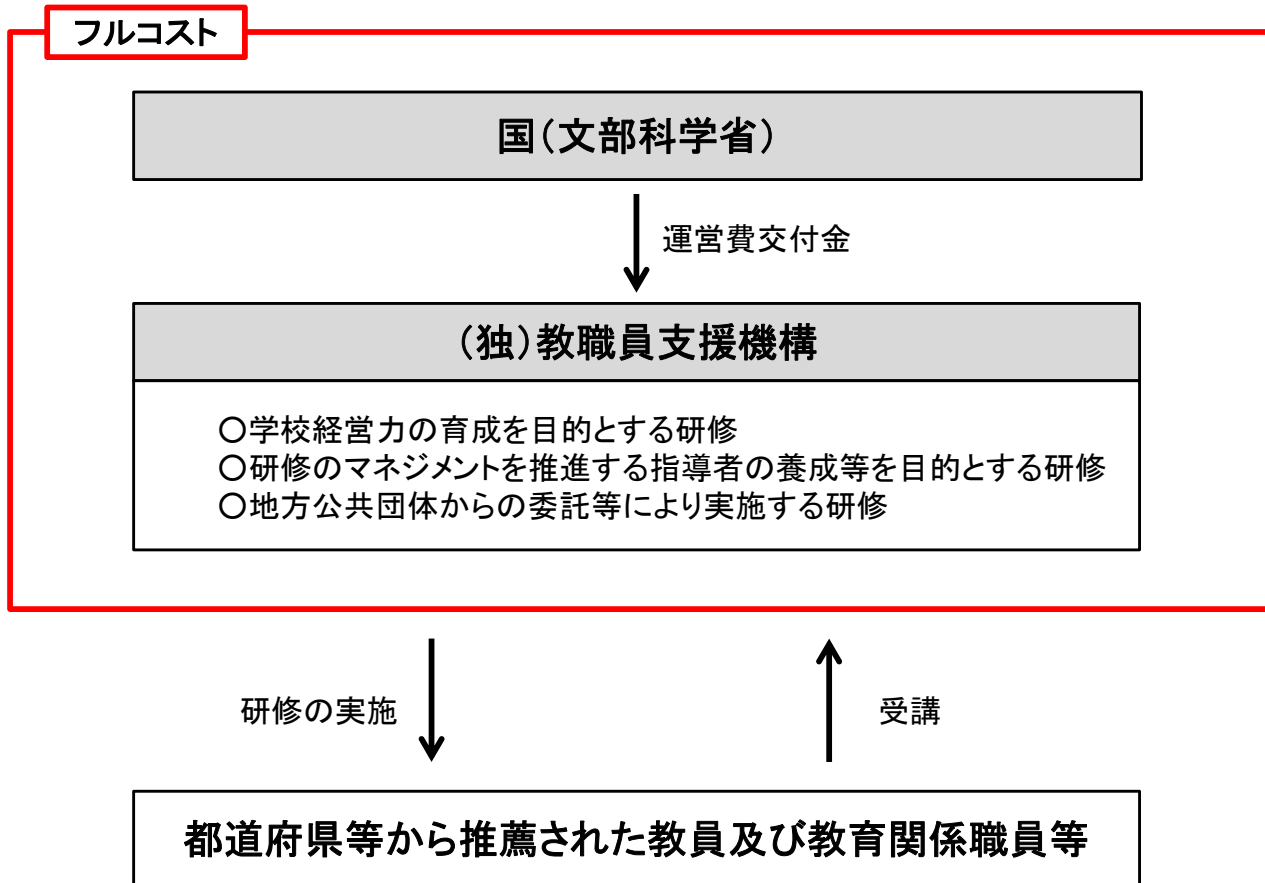 フルコスト
国(文部科学省)
運営費交付金
(独)教職員支援機構
○学校経営力の育成を目的とする研修
○研修のマネジメントを推進する指導者の養成等を目的とする研修
○地方公共団体からの委託等により実施する研修
研修の実施
受講
都道府県等から推薦された教員及び教育関係職員等